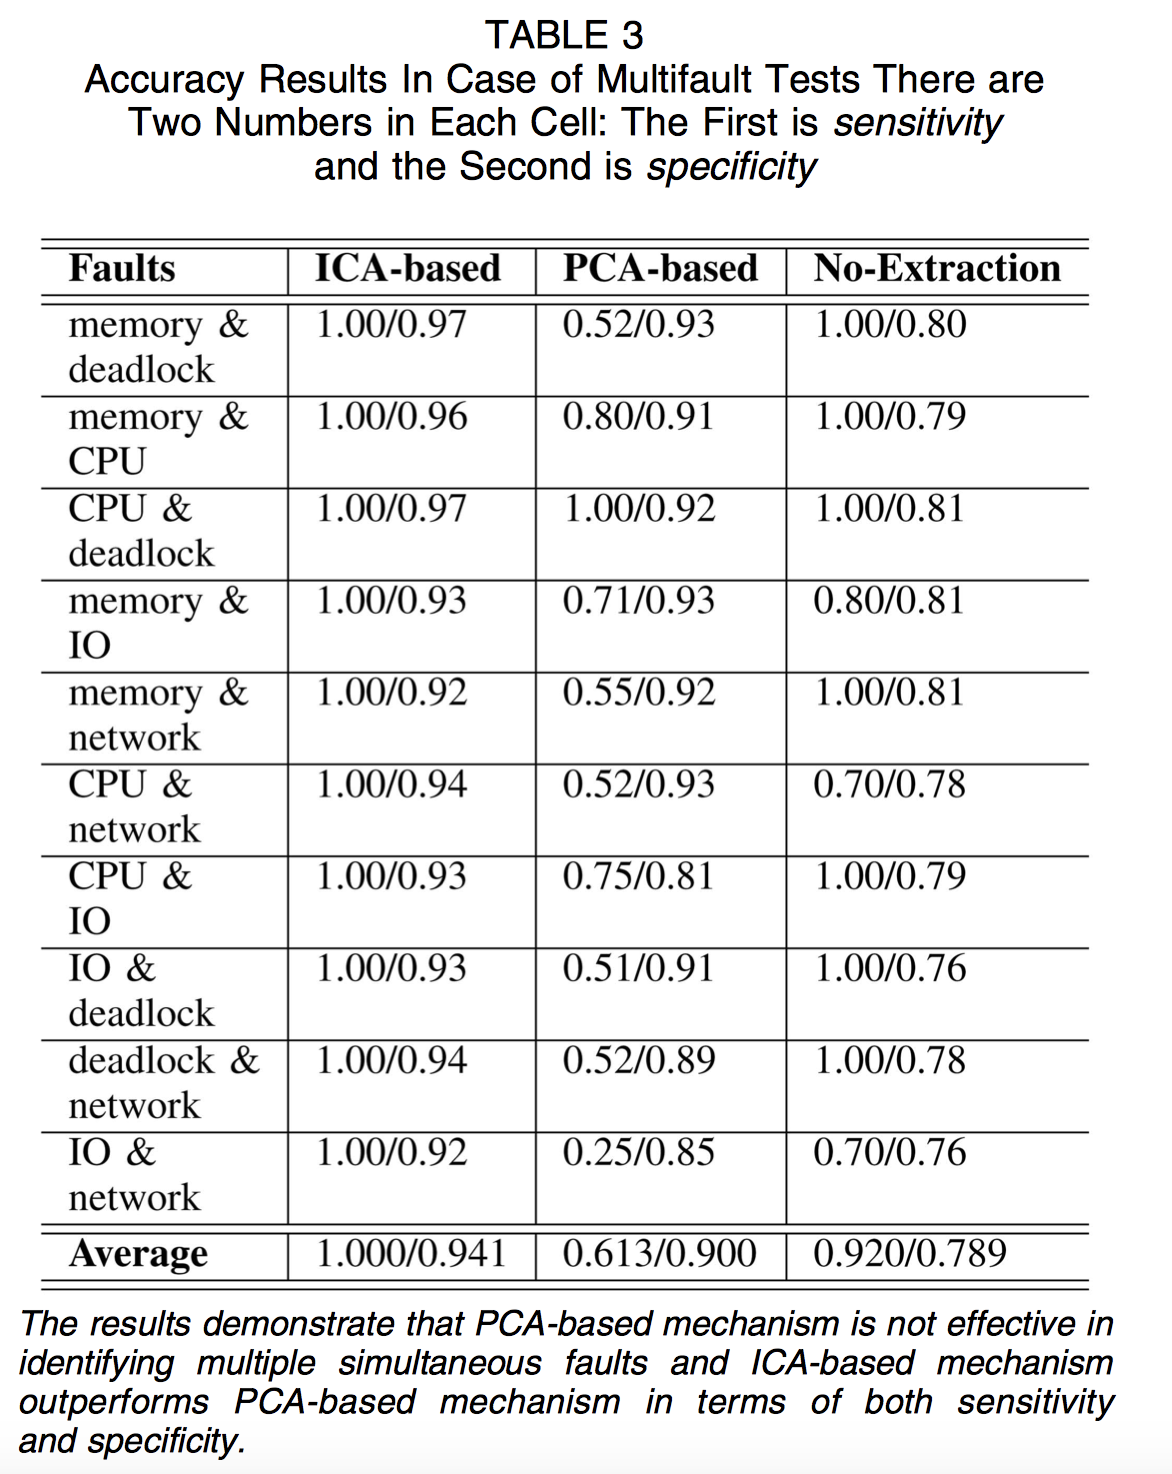 TABLE 3
Accuracy Results In Case of Multifault Tests There are
Two Numbers in Each Cell: The First is sensitivity
and the Second is specificity
Faults ICA-based PCA-based No-Extraction
memory & 1.00/0.97 0.52/0.93 1.00/0.80
deadlock
memory & 1.00/0.96 0.80/0.91 1.00/0.79
CPU
CPU & 1.00/0.97 1.00/0.92 1.00/0.81
deadlock
memory & 1.00/0.93 0.71/0.93 0.80/0.81
IO
memory & 1.00/0.92 0.55/0.92 1.00/0.81
network
CPU & 1.00/0.94 0.52/0.93 0.70/0.78
network
CPU & 1.00/0.93 0.75/0.81 1.00/0.79
IO
IO & 1.00/0.93 0.51/0.91 1.00/0.76
deadlock
deadlock & 1.00/0.94 0.52/0.89 1.00/0.78
network
IO & 1.00/0.92 0.25/0.85 0.70/0.76
network
Average 1.000/0.941 0.613/0.900 0.920/0.789
The results demonstrate that PCA-based mechanism is not effective in
identifying multiple simultaneous faults and ICA-based mechanism
outperforms PCA-based mechanism in terms of both sensitivity
and specificity.